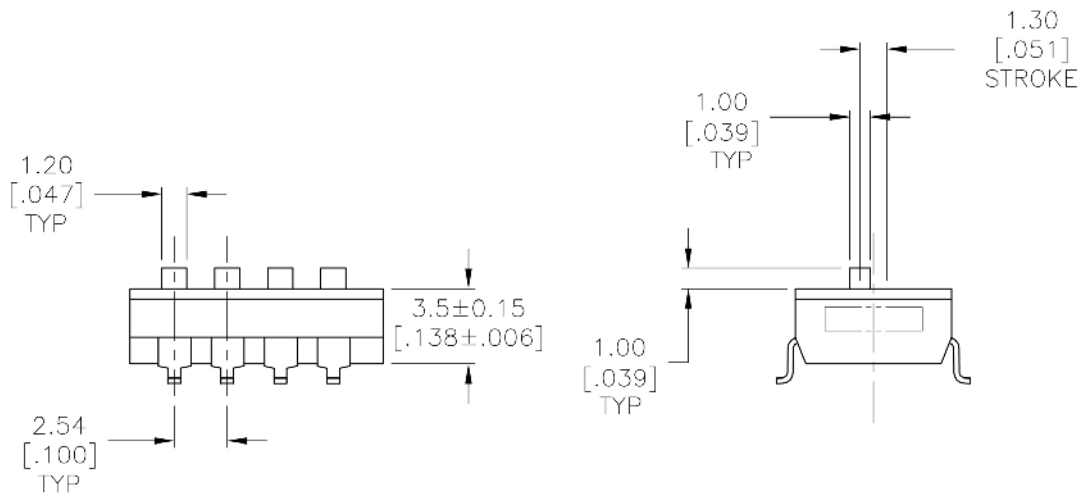 1.30
[.051]
STROKE
1.00
[.039]
TYP
1.20
[.047]
TYP
3.5±0.15
[.138±.006]
1.00
[.039]
TYP
2.54
[.100]
TYP